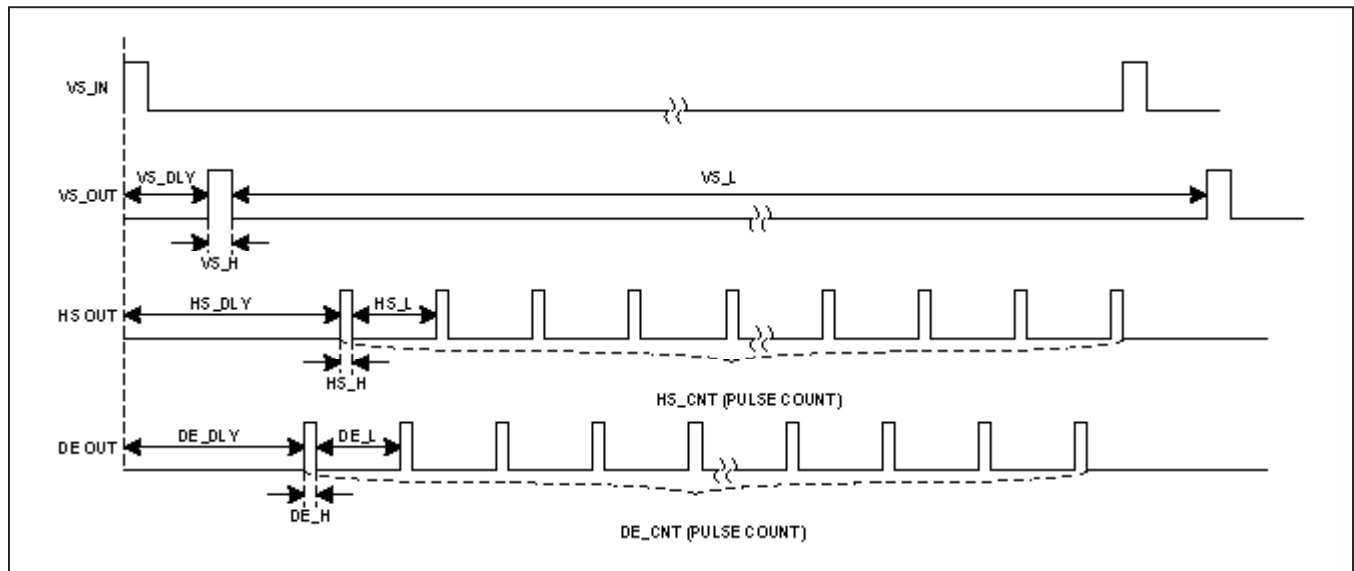 VS_IN
VS_DLY
VS_L
VS_OUT
VS_H
HS_DLY
HS_L
HS OUT
HS_H
HS_CNT (PULSE COUNT)
DE_DLY
DE_L
DE OUT
DE_H
DE_CNT (PULSE COUNT)